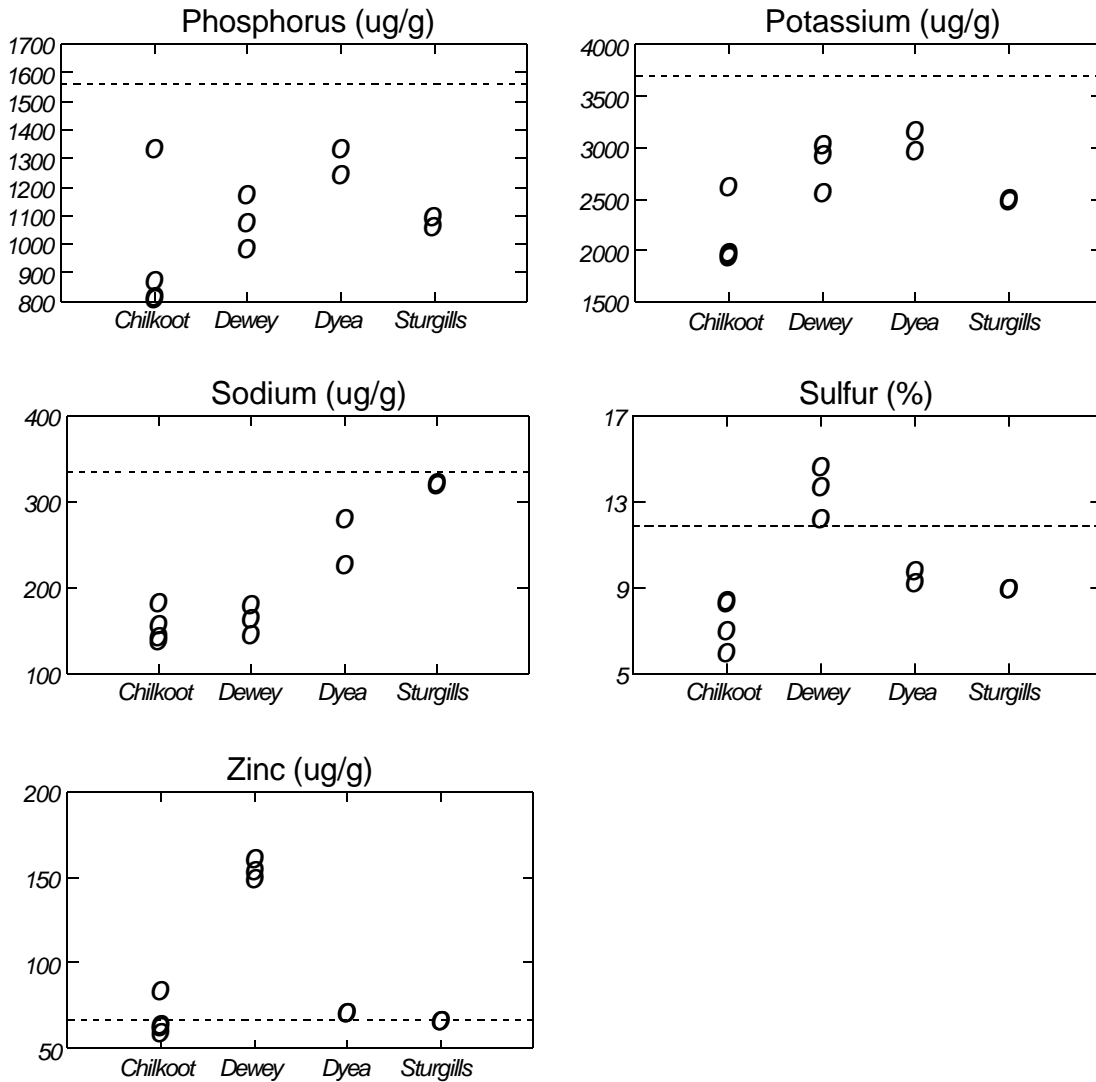 Phosphorus (ug/g)
1700
1600
1500
1400
1300
1200
1100
1000
900
800
Chilkoot Dewey Dyea Sturgills
Potassium (ug/g)
4000
3500
3000
2500
2000
1500
Chilkoot Dewey Dyea Sturgills
Sodium (ug/g)
400
300
200
100
Chilkoot Dewey Dyea Sturgills
Sulfur (%)
17
13
9
5
Chilkoot Dewey Dyea Sturgills
Zinc (ug/g)
200
150
100
50
Chilkoot Dewey Dyea Sturgills